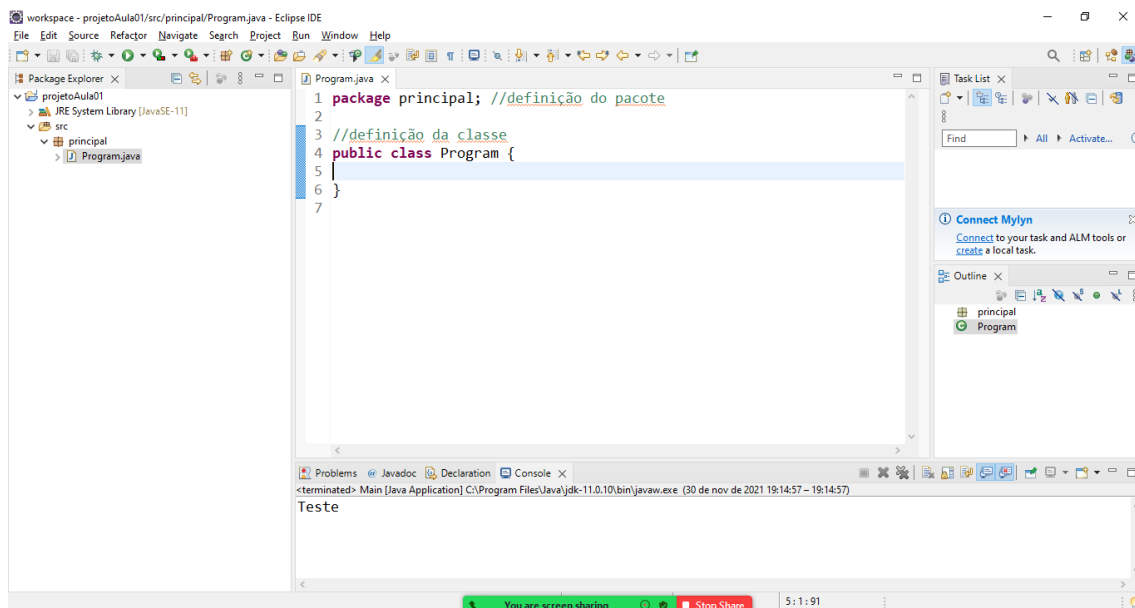 workspace - projetoAula01/src/principal/Program.java - Eclipse IDE
File Edit Source Refactor Navigate Search Project Run Window Help
Package Explorer
projetoAula01
JRE System Library [JavaSE-11]
src
principal
Program.java
Program.java
1 package principal; //definição do pacote
2
3 //definição da classe
4 public class Program {
5
6 }
7
Task List
Find All Activate...
Connect Mylyn
Connect to your task and ALM tools or
create a local task.
Outline
principal
Program
Problems Javadoc Declaration Console
<terminated> Main [Java Application] C:\Program Files\Java\jdk-11.0.10\bin\javaw.exe (30 de nov de 2021 19:14:57 – 19:14:57)
Teste
You are screen sharing Stop Share
5:1:91